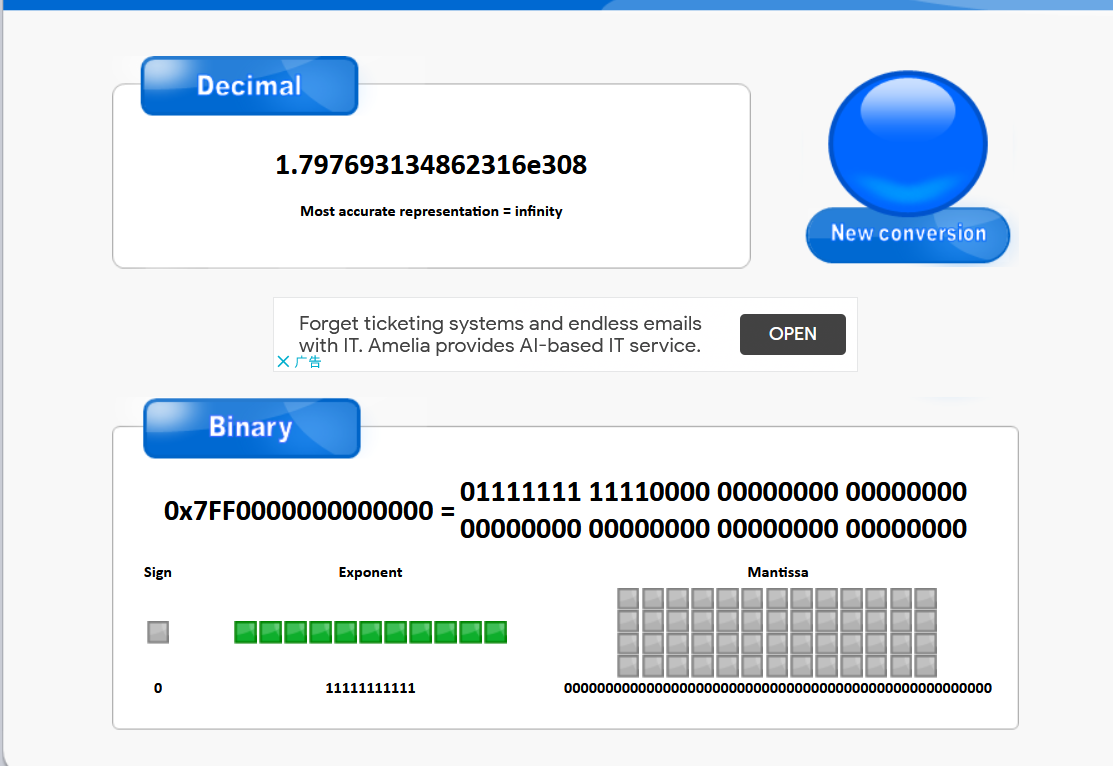 Decimal
1.797693134862316e308
Most accurate representation = infinity
New conversion
Forget ticketing systems and endless emails
with IT. Amelia provides AI-based IT service.
OPEN
广告
Binary
0x7FF0000000000000 =
01111111 11110000 00000000 00000000
00000000 00000000 00000000 00000000
Sign
Exponent
Mantissa
0
11111111111
0000000000000000000000000000000000000000000000000000